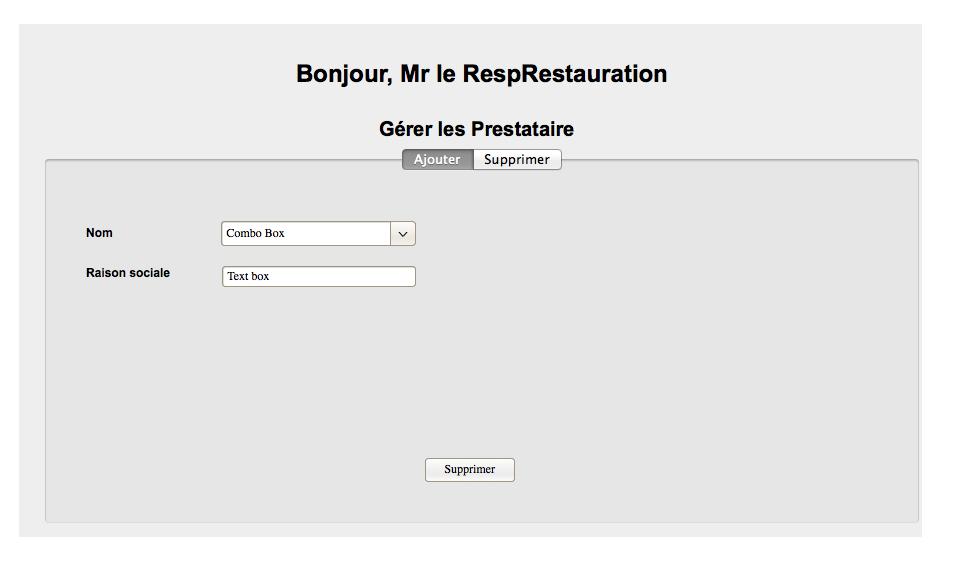 Bonjour, Mr le RespRestauration
Gérer les Prestataire
Ajouter Supprimer
Nom Combo Box
Raison sociale Text box
Supprimer